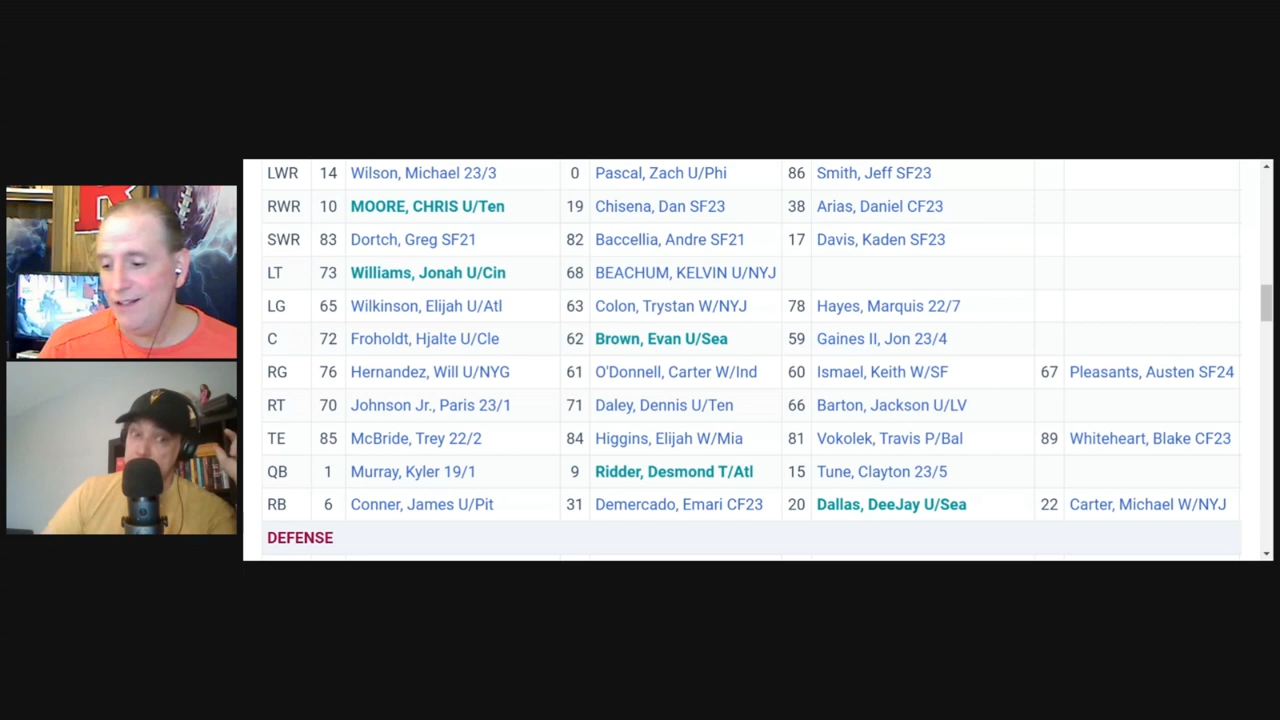 LWR 14 Wilson, Michael 23/3 0 Pascal, Zach U/Phi 86 Smith, Jeff SF23
RWR 10 MOORE, CHRIS U/Ten 19 Chisena, Dan SF23 38 Arias, Daniel CF23
SWR 83 Dortch, Greg SF21 82 Baccellia, Andre SF21 17 Davis, Kaden SF23
LT 73 Williams, Jonah U/Cin 68 BEACHUM, KELVIN U/NYJ
LG 65 Wilkinson, Elijah U/Atl 63 Colon, Trystan W/NYJ 78 Hayes, Marquis 22/7
C 72 Froholdt, Hjalte U/Cle 62 Brown, Evan U/Sea 59 Gaines II, Jon 23/4
RG 76 Hernandez, Will U/NYG 61 O'Donnell, Carter W/Ind 60 Ismael, Keith W/SF 67 Pleasants, Austen SF24
RT 70 Johnson Jr., Paris 23/1 71 Daley, Dennis U/Ten 66 Barton, Jackson U/LV
TE 85 McBride, Trey 22/2 84 Higgins, Elijah W/Mia 81 Vokolek, Travis P/Bal 89 Whiteheart, Blake CF23
QB 1 Murray, Kyler 19/1 9 Ridder, Desmond T/Atl 15 Tune, Clayton 23/5
RB 6 Conner, James U/Pit 31 Demercado, Emari CF23 20 Dallas, DeeJay U/Sea 22 Carter, Michael W/NYJ
DEFENSE